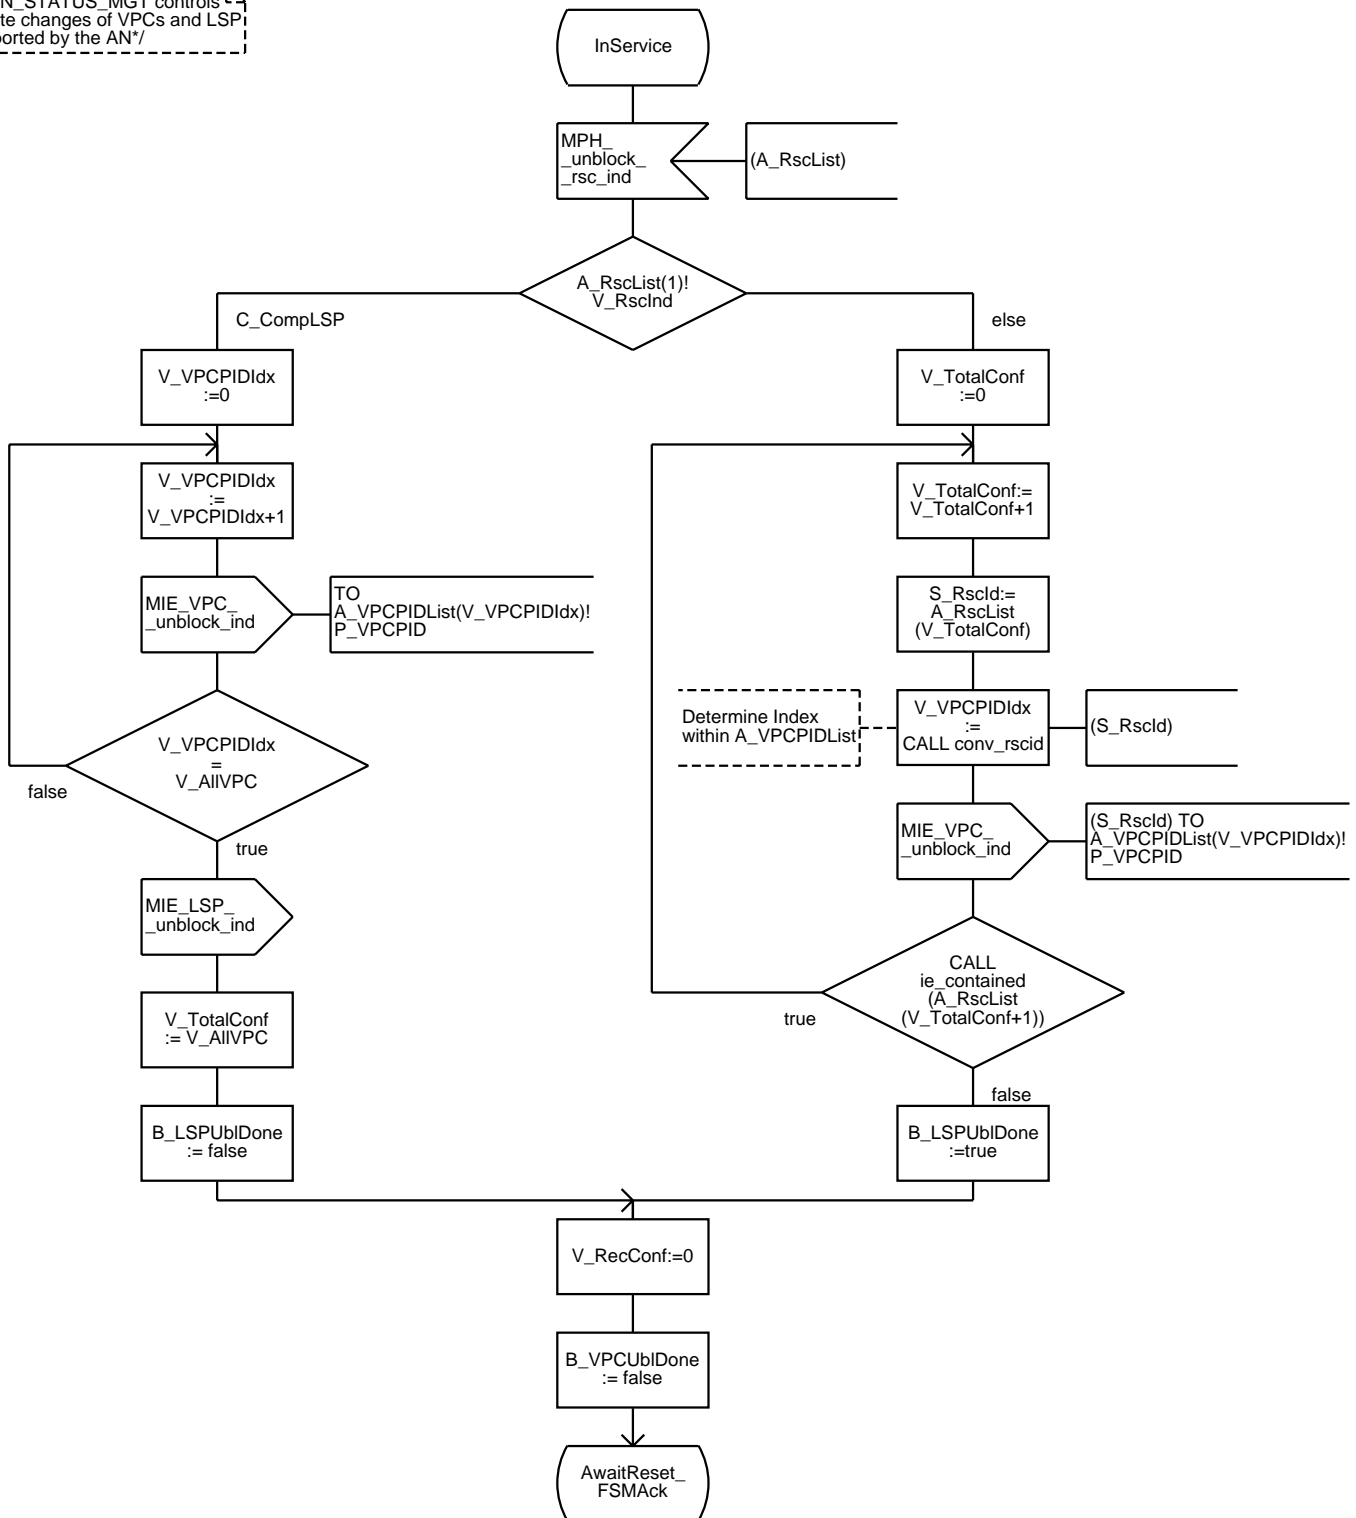 N_STATUS_MGT controls
te changes of VPCs and LSP
orted by the AN*/
InService
MPH_
_unblock_
_rsc_ind
(A_RscList)
A_RscList(1)!
V_RscInd
C_CompLSP
else
V_VPCPIDIdx
:=0
V_TotalConf
:=0
V_VPCPIDIdx
:=
V_VPCPIDIdx+1
V_TotalConf:=
V_TotalConf+1
MIE_VPC_
_unblock_ind
TO
A_VPCPIDList(V_VPCPIDIdx)!
P_VPCPID
S_RscId:=
A_RscList
(V_TotalConf)
Determine Index
within A_VPCPIDList
V_VPCPIDIdx
:=
CALL conv_rscid
(S_RscId)
V_VPCPIDIdx
=
V_AllVPC
false
true
MIE_VPC_
_unblock_ind
(S_RscId) TO
A_VPCPIDList(V_VPCPIDIdx)!
P_VPCPID
MIE_LSP_
_unblock_ind
CALL
ie_contained
(A_RscList
(V_TotalConf+1))
true
false
V_TotalConf
:= V_AllVPC
B_LSPUblDone
:= false
B_LSPUblDone
:=true
V_RecConf:=0
B_VPCUblDone
:= false
AwaitReset_
FSMAck